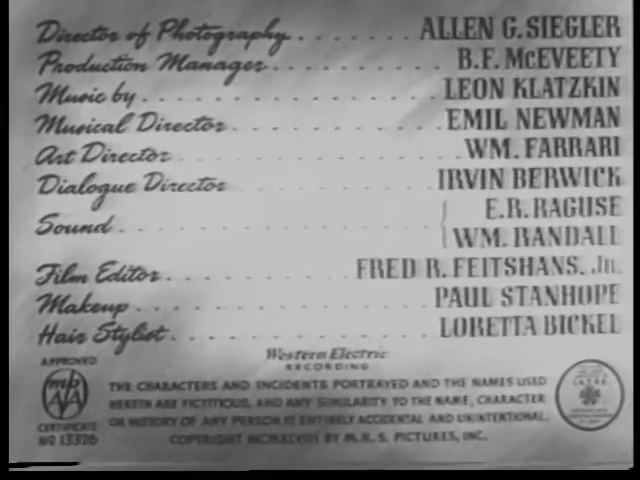 Director of Photography . . . . . . . ALLEN G. SIEGLER
Production Manager . . . . . . . . . . B. F. McEVEETY
Music by . . . . . . . . . . . . . . . LEON KLATZKIN
Musical Director . . . . . . . . . . . EMIL NEWMAN
Art Director . . . . . . . . . . . . . WM. FARRARI
Dialogue Director . . . . . . . . . . IRVIN BERWICK
Sound . . . . . . . . . . . . . . . . { E. R. RAGUSE
WM. RANDALL
Film Editor . . . . . . . . . FRED R. FEITSHANS, Jr.
Makeup . . . . . . . . . . . . . . . PAUL STANHOPE
Hair Stylist . . . . . . . . . . . . . LORETTA BICKEL
Western Electric
RECORDING
APPROVED
MPAA
CERTIFICATE
No 13326
THE CHARACTERS AND INCIDENTS PORTRAYED AND THE NAMES USED
HEREIN ARE FICTITIOUS, AND ANY SIMILARITY TO THE NAME, CHARACTER
OR HISTORY OF ANY PERSON IS ENTIRELY ACCIDENTAL AND UNINTENTIONAL.
COPYRIGHT MCMXLVIII BY M.R.S. PICTURES, INC.
I.A.T.S.E.